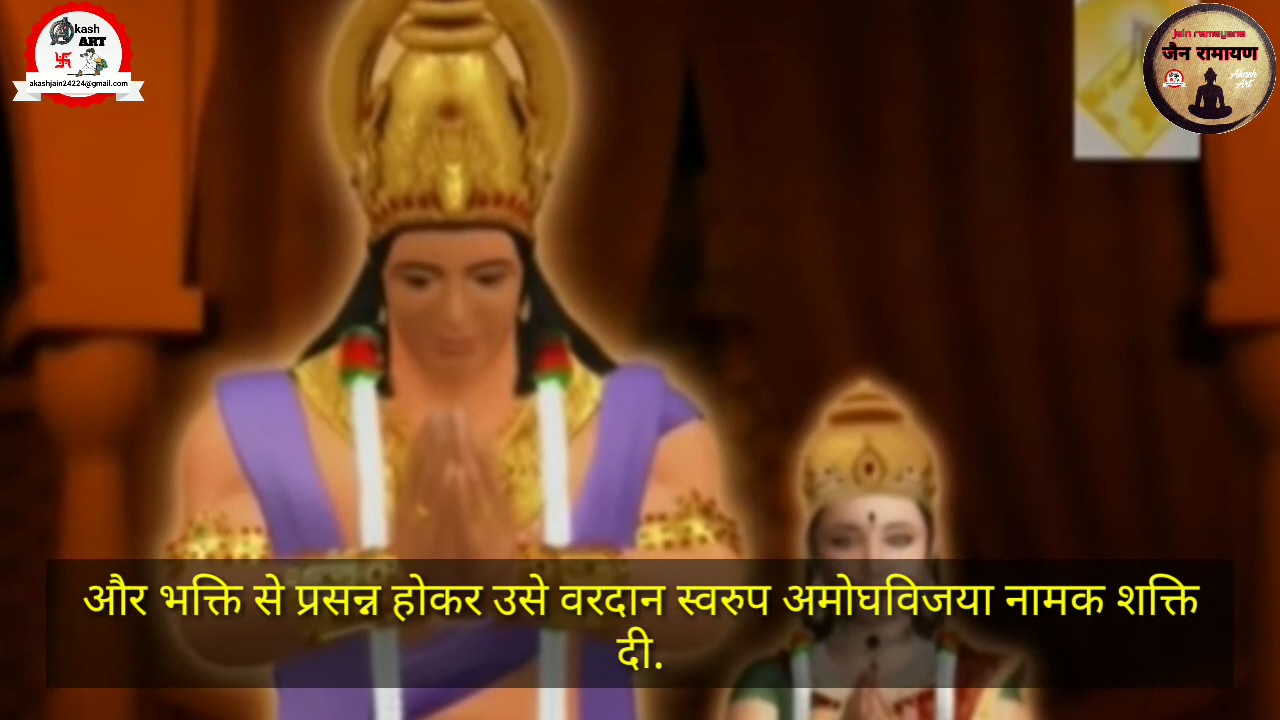 kash
ART
akashjain24224@gmail.com
jain ramayana
जैन रामायण
Akash
Art
और भक्ति से प्रसन्न होकर उसे वरदान स्वरुप अमोघविजया नामक शक्ति
दी.